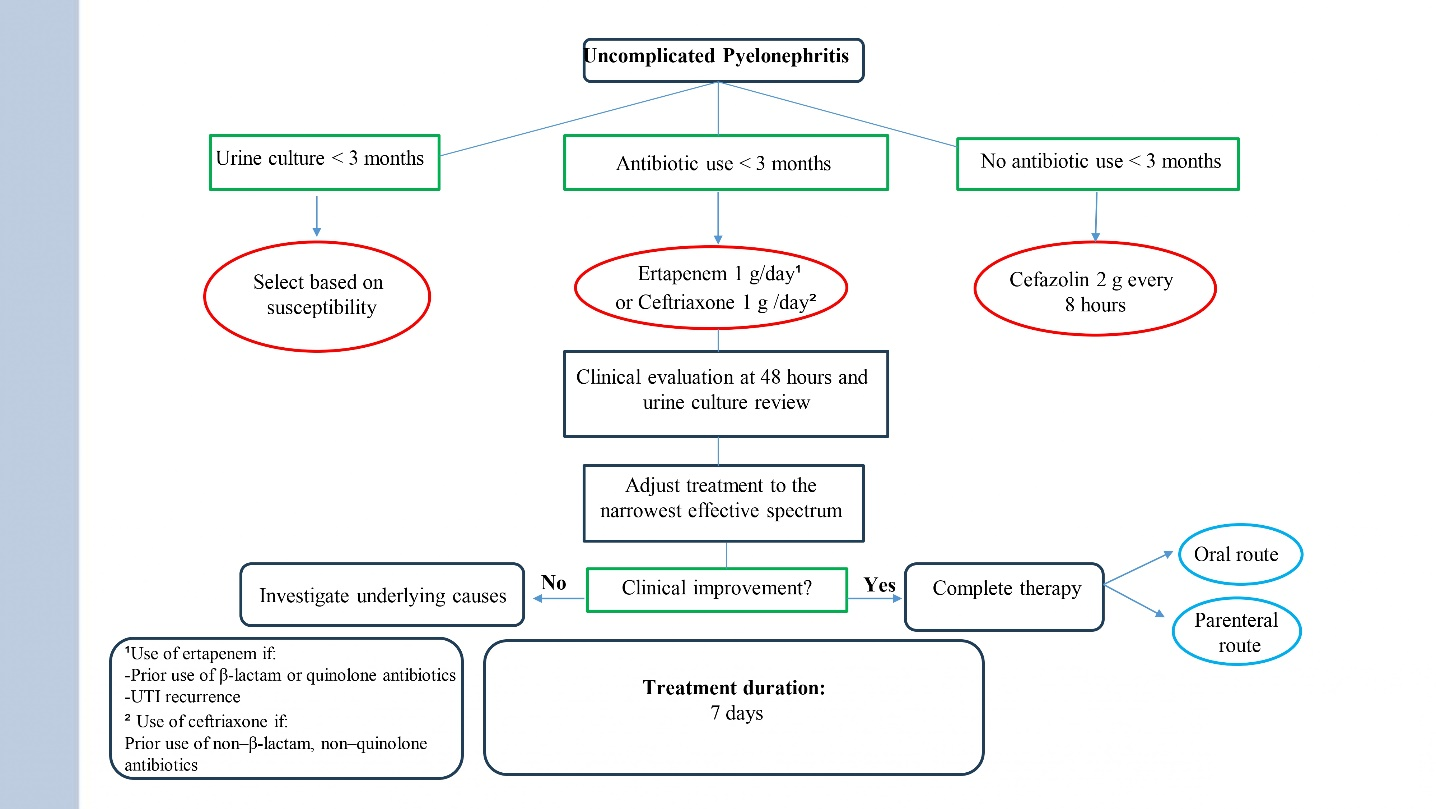 Uncomplicated Pyelonephritis
Urine culture < 3 months
Antibiotic use < 3 months
No antibiotic use < 3 months
Select based on
susceptibility
Ertapenem 1 g/day¹
or Ceftriaxone 1 g /day²
Cefazolin 2 g every
8 hours
Clinical evaluation at 48 hours and
urine culture review
Adjust treatment to the
narrowest effective spectrum
Investigate underlying causes
No
Clinical improvement?
Yes
Complete therapy
Oral route
Parenteral
route
¹Use of ertapenem if:
-Prior use of β-lactam or quinolone antibiotics
-UTI recurrence
² Use of ceftriaxone if:
Prior use of non–β-lactam, non–quinolone
antibiotics
Treatment duration:
7 days